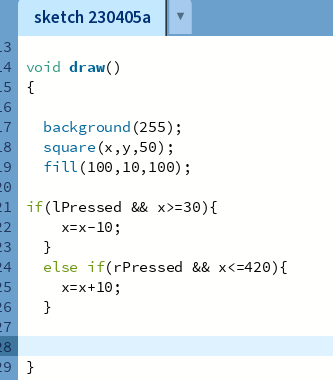 sketch 230405a ▼
13
14 void draw()
15 {
16
17 background(255);
18 square(x,y,50);
19 fill(100,10,100);
20
21 if(lPressed && x>=30){
22 x=x-10;
23 }
24 else if(rPressed && x<=420){
25 x=x+10;
26 }
27
28
29 }